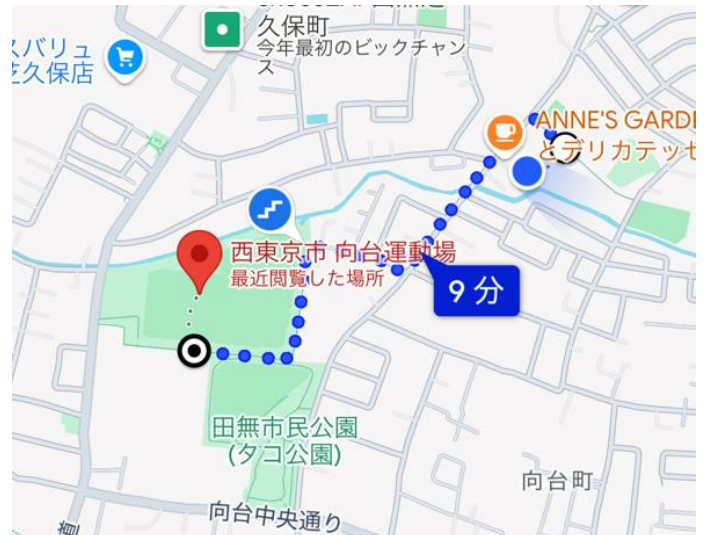 久保町
今年最初のビックチャン
ス
スバリュ
芝久保店
ANNE'S GARDE
とデリカテッセ
西東京市 向台運動場
最近閲覧した場所
9 分
田無市民公園
(タコ公園)
向台町
向台中央通り
道